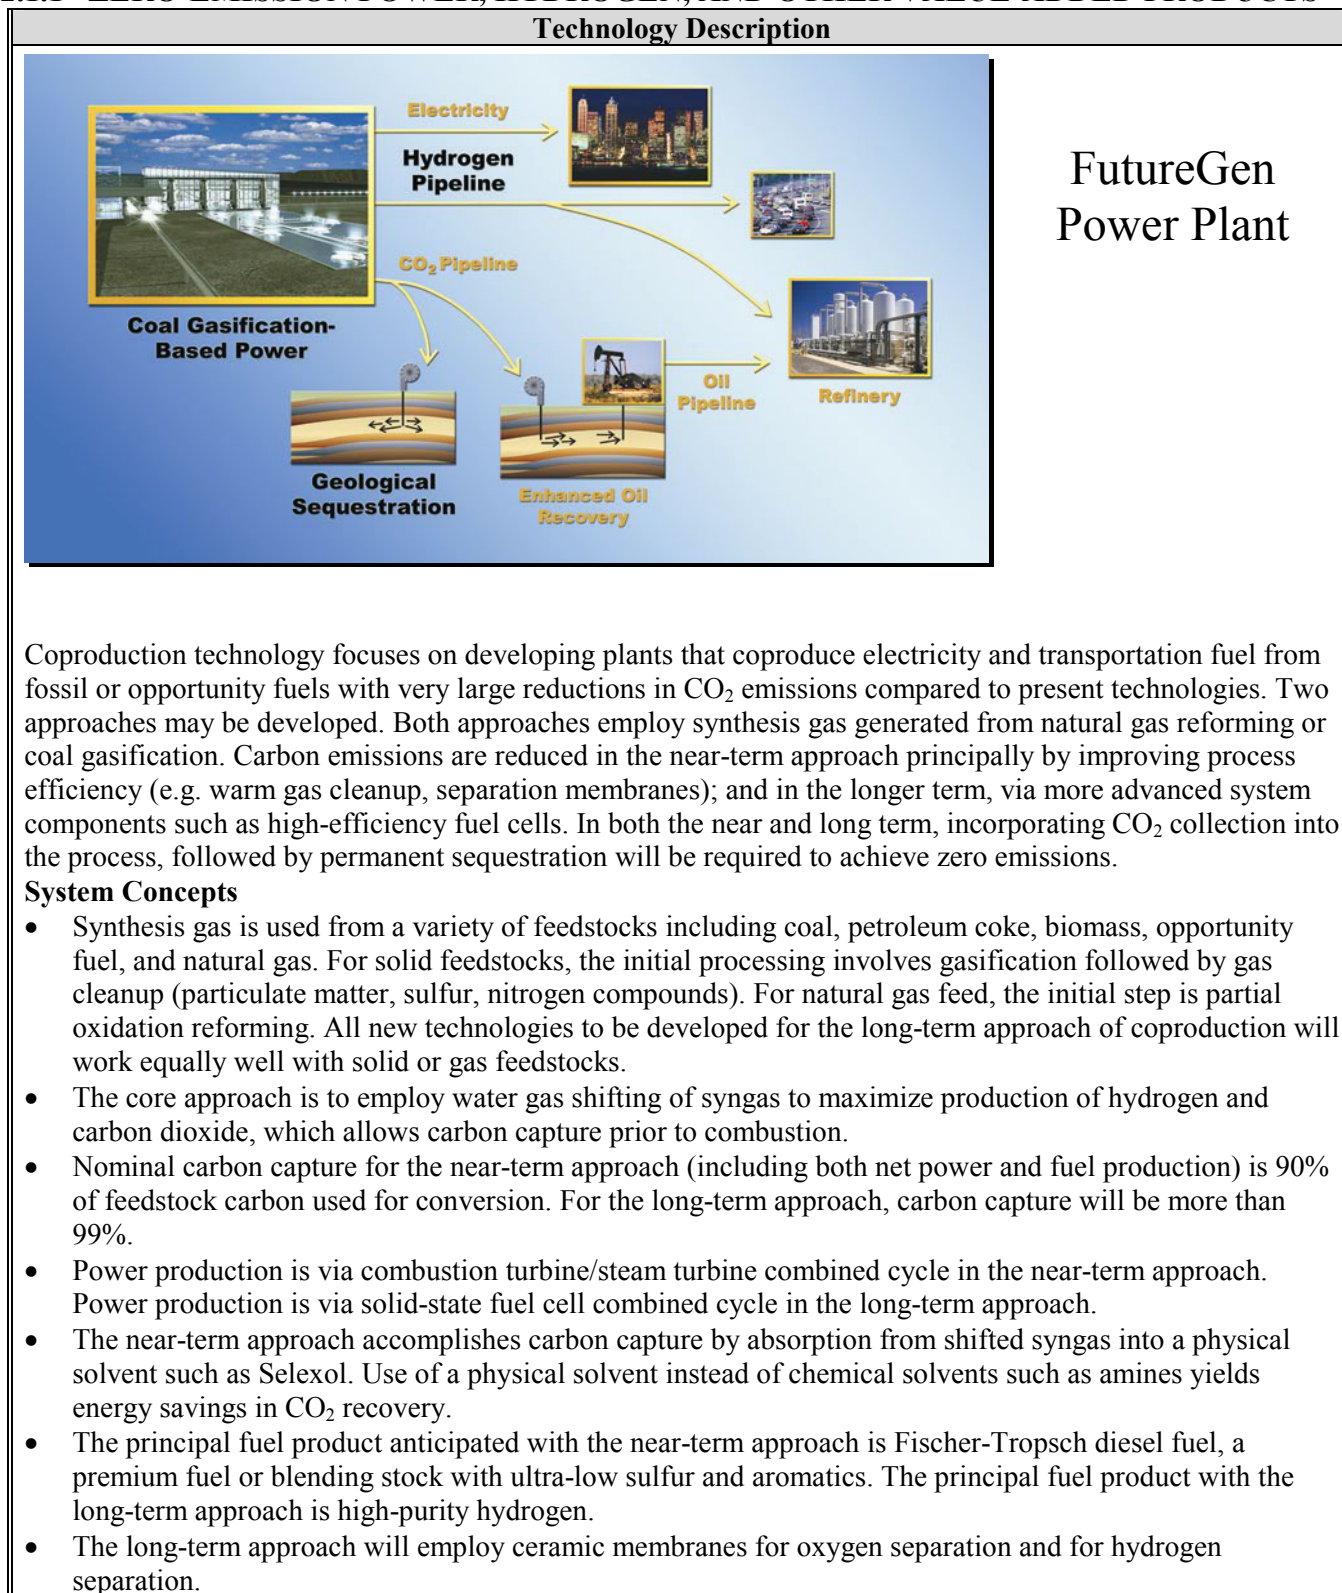 2.1.1 ZERO-EMISSION POWER, HYDROGEN, AND OTHER VALUE-ADDED PRODUCTS
Technology Description
Electricity
Hydrogen
Pipeline
CO₂ Pipeline
Coal Gasification-
Based Power
Oil
Pipeline
Refinery
Geological
Sequestration
Enhanced Oil
Recovery
FutureGen
Power Plant
Coproduction technology focuses on developing plants that coproduce electricity and transportation fuel from
fossil or opportunity fuels with very large reductions in CO₂ emissions compared to present technologies. Two
approaches may be developed. Both approaches employ synthesis gas generated from natural gas reforming or
coal gasification. Carbon emissions are reduced in the near-term approach principally by improving process
efficiency (e.g. warm gas cleanup, separation membranes); and in the longer term, via more advanced system
components such as high-efficiency fuel cells. In both the near and long term, incorporating CO₂ collection into
the process, followed by permanent sequestration will be required to achieve zero emissions.
System Concepts
• Synthesis gas is used from a variety of feedstocks including coal, petroleum coke, biomass, opportunity
fuel, and natural gas. For solid feedstocks, the initial processing involves gasification followed by gas
cleanup (particulate matter, sulfur, nitrogen compounds). For natural gas feed, the initial step is partial
oxidation reforming. All new technologies to be developed for the long-term approach of coproduction will
work equally well with solid or gas feedstocks.
• The core approach is to employ water gas shifting of syngas to maximize production of hydrogen and
carbon dioxide, which allows carbon capture prior to combustion.
• Nominal carbon capture for the near-term approach (including both net power and fuel production) is 90%
of feedstock carbon used for conversion. For the long-term approach, carbon capture will be more than
99%.
• Power production is via combustion turbine/steam turbine combined cycle in the near-term approach.
Power production is via solid-state fuel cell combined cycle in the long-term approach.
• The near-term approach accomplishes carbon capture by absorption from shifted syngas into a physical
solvent such as Selexol. Use of a physical solvent instead of chemical solvents such as amines yields
energy savings in CO₂ recovery.
• The principal fuel product anticipated with the near-term approach is Fischer-Tropsch diesel fuel, a
premium fuel or blending stock with ultra-low sulfur and aromatics. The principal fuel product with the
long-term approach is high-purity hydrogen.
• The long-term approach will employ ceramic membranes for oxygen separation and for hydrogen
separation.